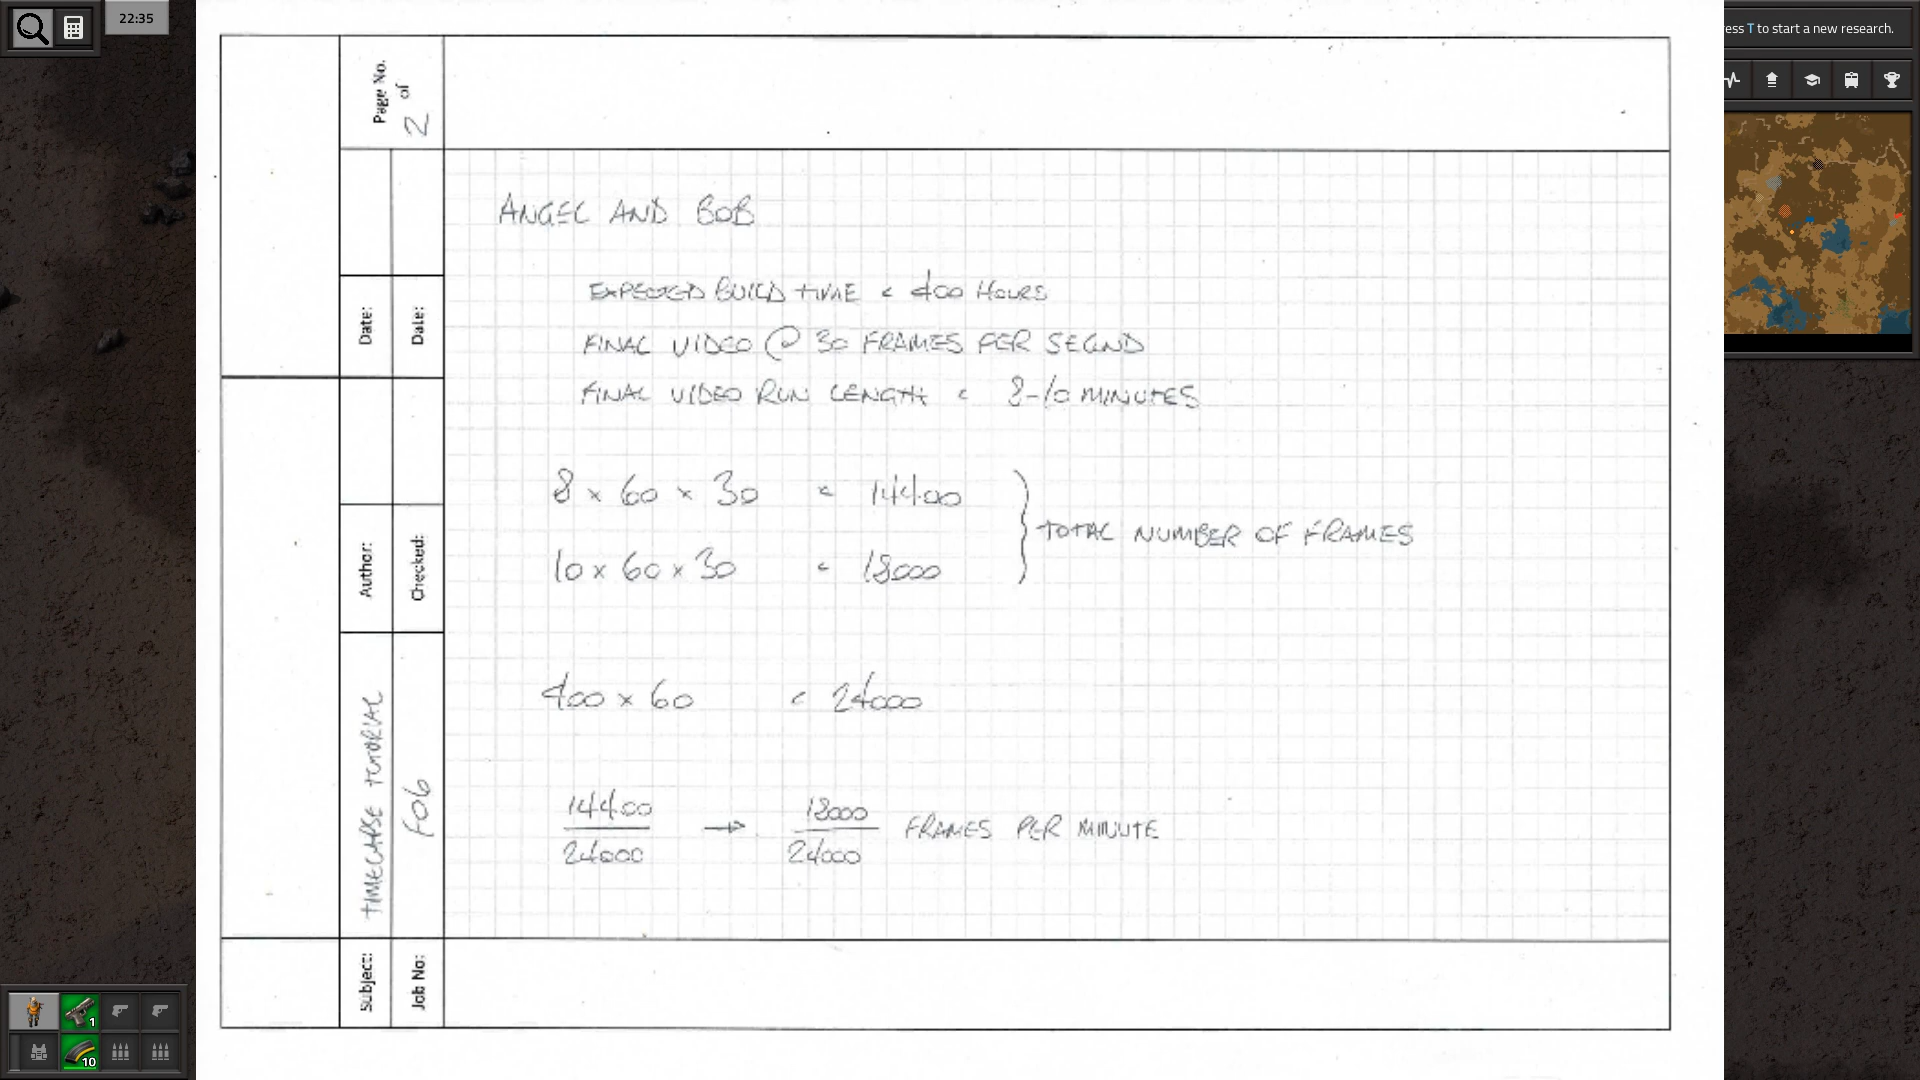 22:35
ess T to start a new research.
Page No.
2 of
Date:
Date:
Author:
Checked:
Subject: TIMELAPSE TUTORIAL
Job No: F06
ANGEL AND BOB
EXPECTED BUILD TIME = 400 HOURS
FINAL VIDEO @ 30 FRAMES PER SECOND
FINAL VIDEO RUN LENGTH = 8-10 MINUTES
8 × 60 × 30 = 14400
10 × 60 × 30 = 18000
TOTAL NUMBER OF FRAMES
400 × 60 = 24000
14400 → 18000 FRAMES PER MINUTE
24000 24000
1
10